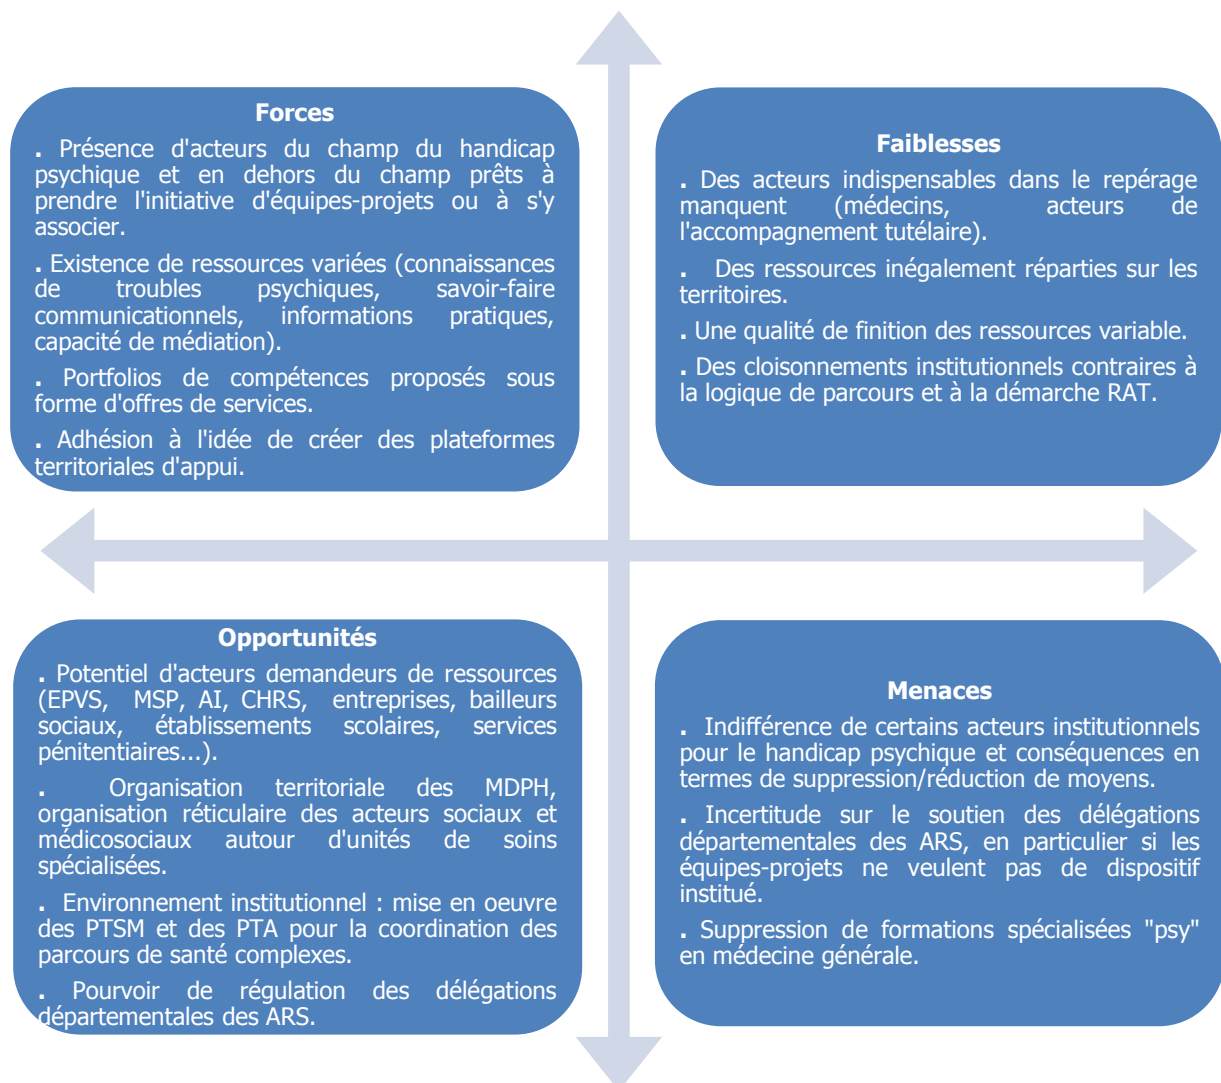 Forces
. Présence d'acteurs du champ du handicap
psychique et en dehors du champ prêts à
prendre l'initiative d'équipes-projets ou à s'y
associer.
. Existence de ressources variées (connaissances
de troubles psychiques, savoir-faire
communicationnels, informations pratiques,
capacité de médiation).
. Portfolios de compétences proposés sous
forme d'offres de services.
. Adhésion à l'idée de créer des plateformes
territoriales d'appui.
Faiblesses
. Des acteurs indispensables dans le repérage
manquent (médecins, acteurs de
l'accompagnement tutélaire).
. Des ressources inégalement réparties sur les
territoires.
. Une qualité de finition des ressources variable.
. Des cloisonnements institutionnels contraires à
la logique de parcours et à la démarche RAT.
Opportunités
. Potentiel d'acteurs demandeurs de ressources
(EPVS, MSP, AI, CHRS, entreprises, bailleurs
sociaux, établissements scolaires, services
pénitentiaires...).
. Organisation territoriale des MDPH,
organisation réticulaire des acteurs sociaux et
médicosociaux autour d'unités de soins
spécialisées.
. Environnement institutionnel : mise en oeuvre
des PTSM et des PTA pour la coordination des
parcours de santé complexes.
. Pourvoir de régulation des délégations
départementales des ARS.
Menaces
. Indifférence de certains acteurs institutionnels
pour le handicap psychique et conséquences en
termes de suppression/réduction de moyens.
. Incertitude sur le soutien des délégations
départementales des ARS, en particulier si les
équipes-projets ne veulent pas de dispositif
institué.
. Suppression de formations spécialisées "psy"
en médecine générale.